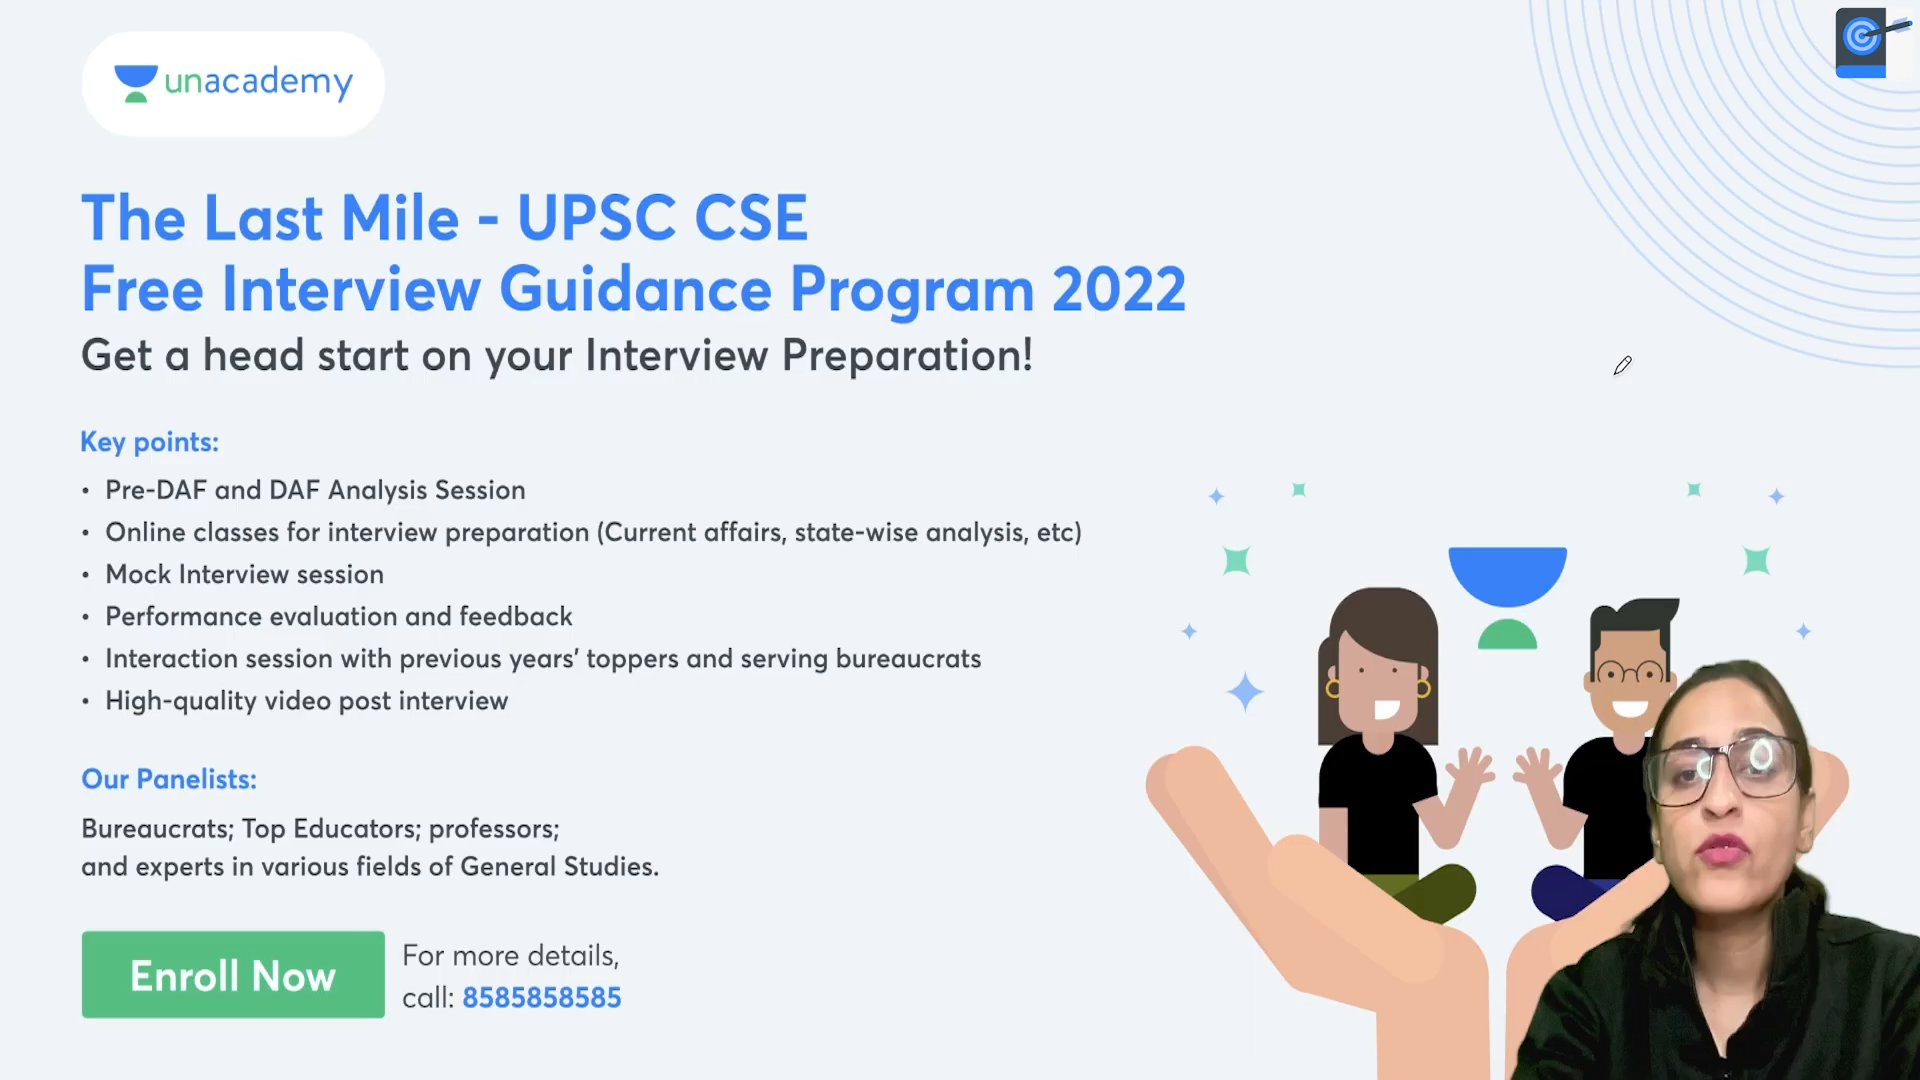 unacademy
The Last Mile - UPSC CSE
Free Interview Guidance Program 2022
Get a head start on your Interview Preparation!
Key points:
• Pre-DAF and DAF Analysis Session
• Online classes for interview preparation (Current affairs, state-wise analysis, etc)
• Mock Interview session
• Performance evaluation and feedback
• Interaction session with previous years’ toppers and serving bureaucrats
• High-quality video post interview
Our Panelists:
Bureaucrats; Top Educators; professors;
and experts in various fields of General Studies.
Enroll Now
For more details,
call: 8585858585